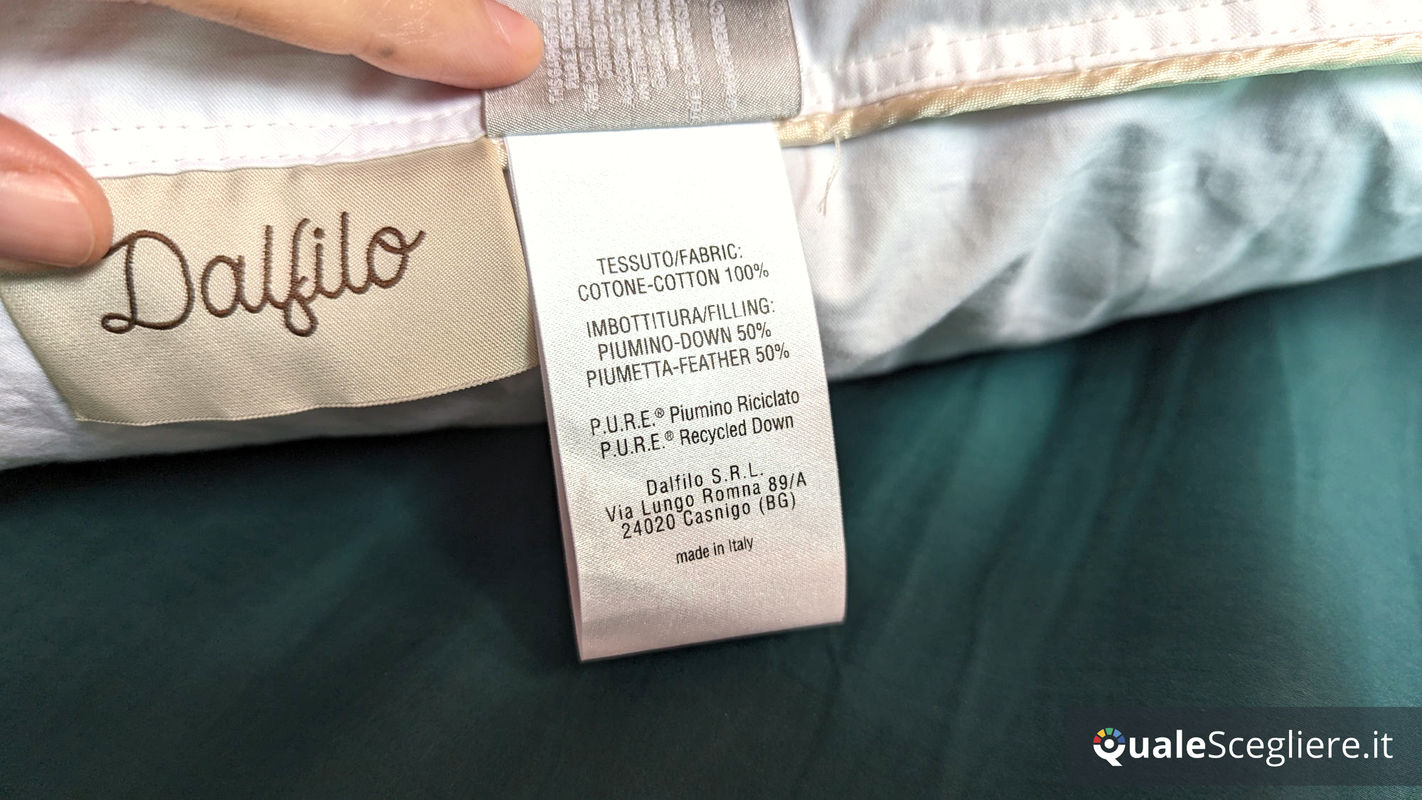 Dalfilo
TESSUTO/FABRIC:
COTONE-COTTON 100%
IMBOTTITURA/FILLING:
PIUMINO-DOWN 50%
PIUMETTA-FEATHER 50%
P.U.R.E.® Piumino Riciclato
P.U.R.E.® Recycled Down
Dalfilo S.R.L.
Via Lungo Romna 89/A
24020 Casnigo (BG)
made in Italy
QualeScegliere.it